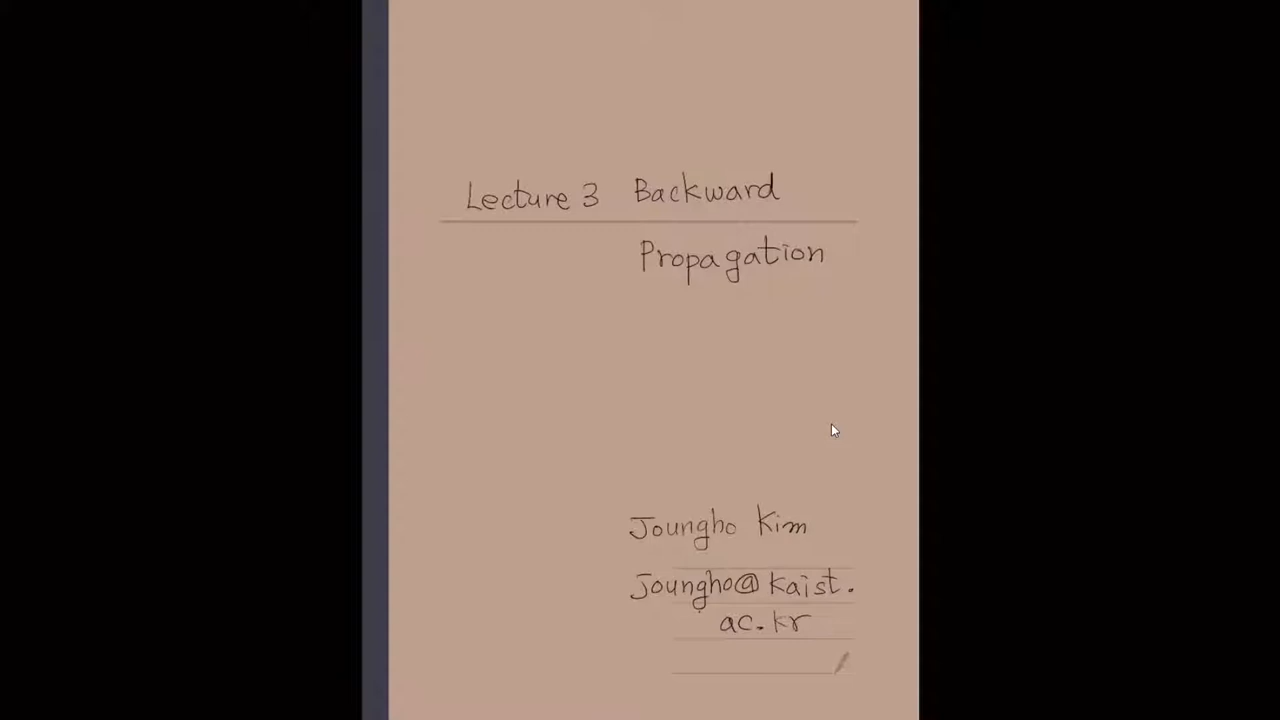 Lecture 3 Backward
Propagation
Joungho Kim
Joungho@kaist.
ac.kr